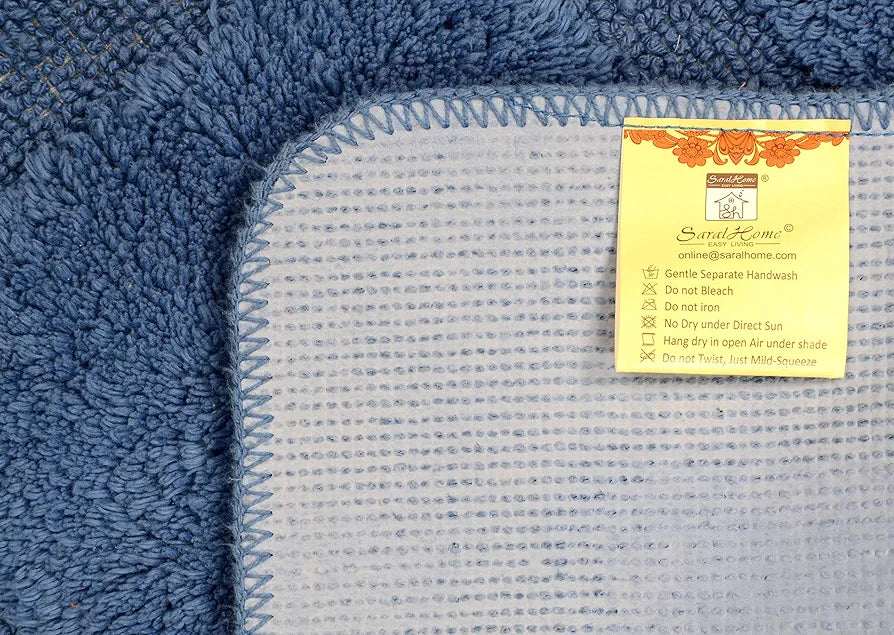 SaralHome ®
EASY LIVING
Sh
SaralHome ©
EASY LIVING
online@saralhome.com
Gentle Separate Handwash
Do not Bleach
Do not iron
No Dry under Direct Sun
Hang dry in open Air under shade
Do not Twist, Just Mild-Squeeze